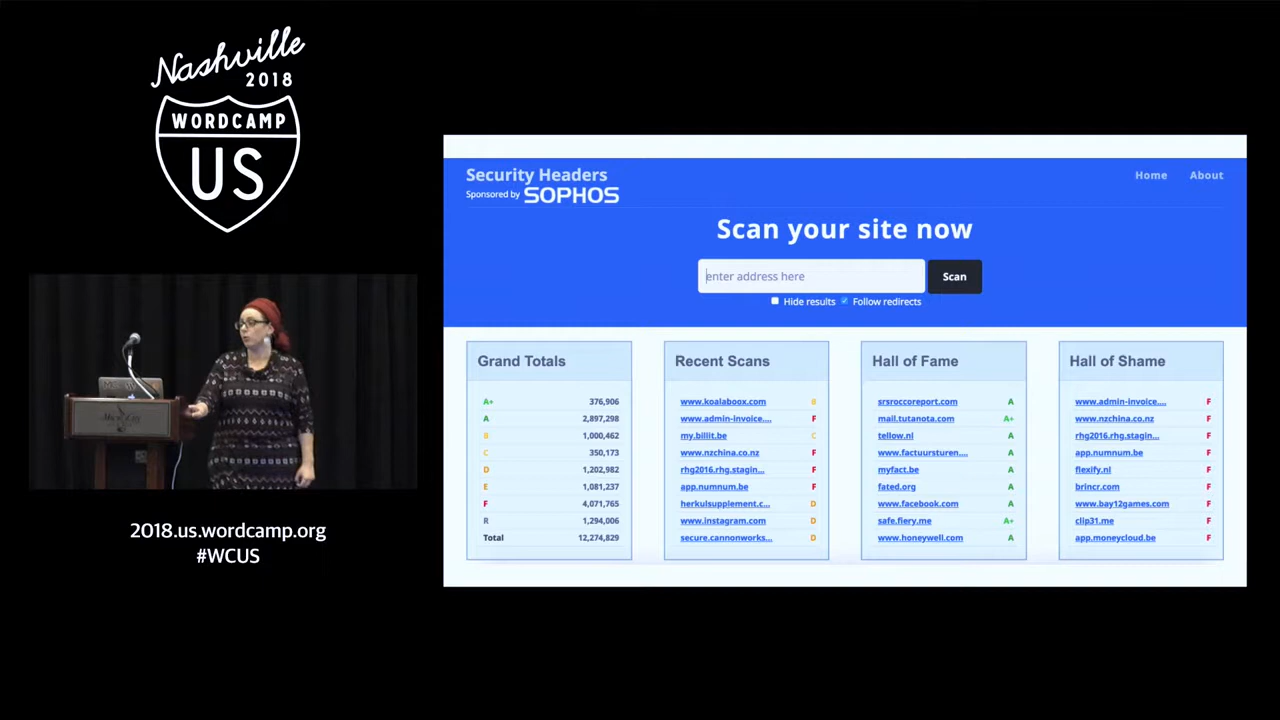 Nashville
2018
WORDCAMP
US
2018.us.wordcamp.org
#WCUS
Security Headers
Sponsored by SOPHOS
Home About
Scan your site now
enter address here Scan
Hide results Follow redirects
Grand Totals
A+ 376,906
A 2,897,298
B 1,000,462
C 350,173
D 1,202,982
E 1,081,237
F 4,071,765
R 1,294,006
Total 12,274,829
Recent Scans
www.koalaboox.com B
www.admin-invoice.... F
my.billit.be C
www.nzchina.co.nz F
rhg2016.rhg.stagin... F
app.numnum.be F
herkulsupplement.c... D
www.instagram.com D
secure.cannonworks... D
Hall of Fame
srsroccoreport.com A
mail.tutanota.com A+
tellow.nl A
www.factuursturen.... A
myfact.be A
fated.org A
www.facebook.com A
safe.fiery.me A+
www.honeywell.com A
Hall of Shame
www.admin-invoice.... F
www.nzchina.co.nz F
rhg2016.rhg.stagin... F
app.numnum.be F
flexify.nl F
brincr.com F
www.bay12games.com F
clip31.me F
app.moneycloud.be F